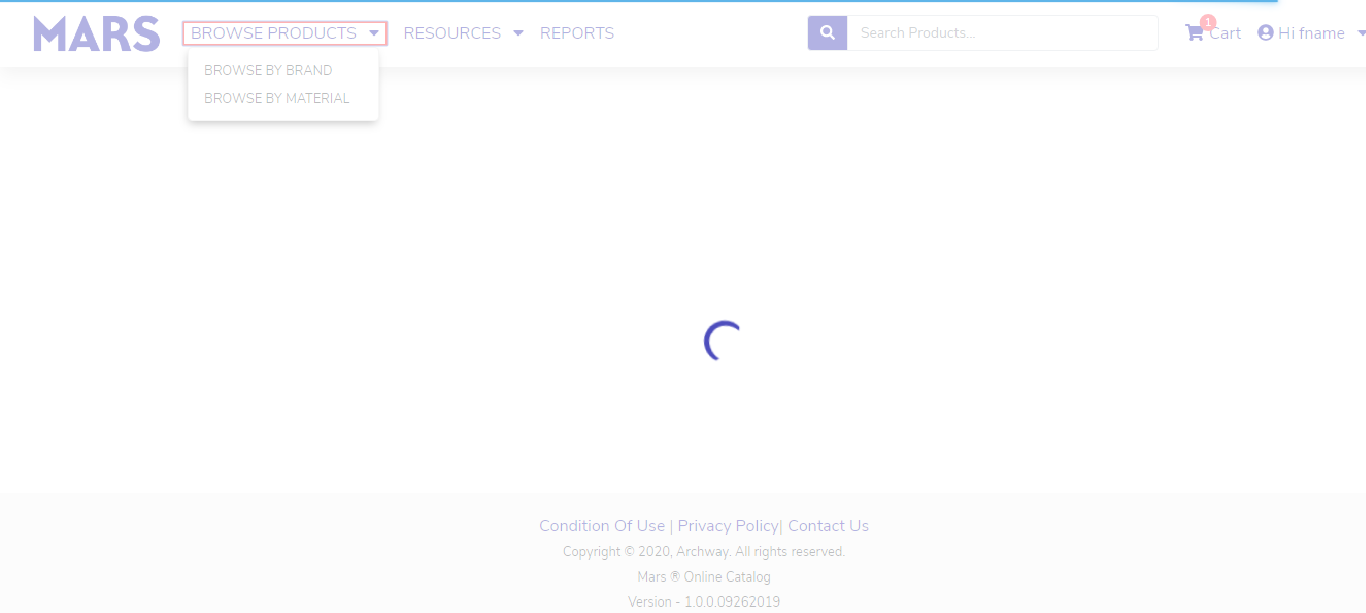 MARS BROWSE PRODUCTS RESOURCES REPORTS Search Products... 1 Cart Hi fname
BROWSE BY BRAND
BROWSE BY MATERIAL
Condition Of Use | Privacy Policy| Contact Us
Copyright © 2020, Archway. All rights reserved.
Mars ® Online Catalog
Version - 1.0.0.09262019